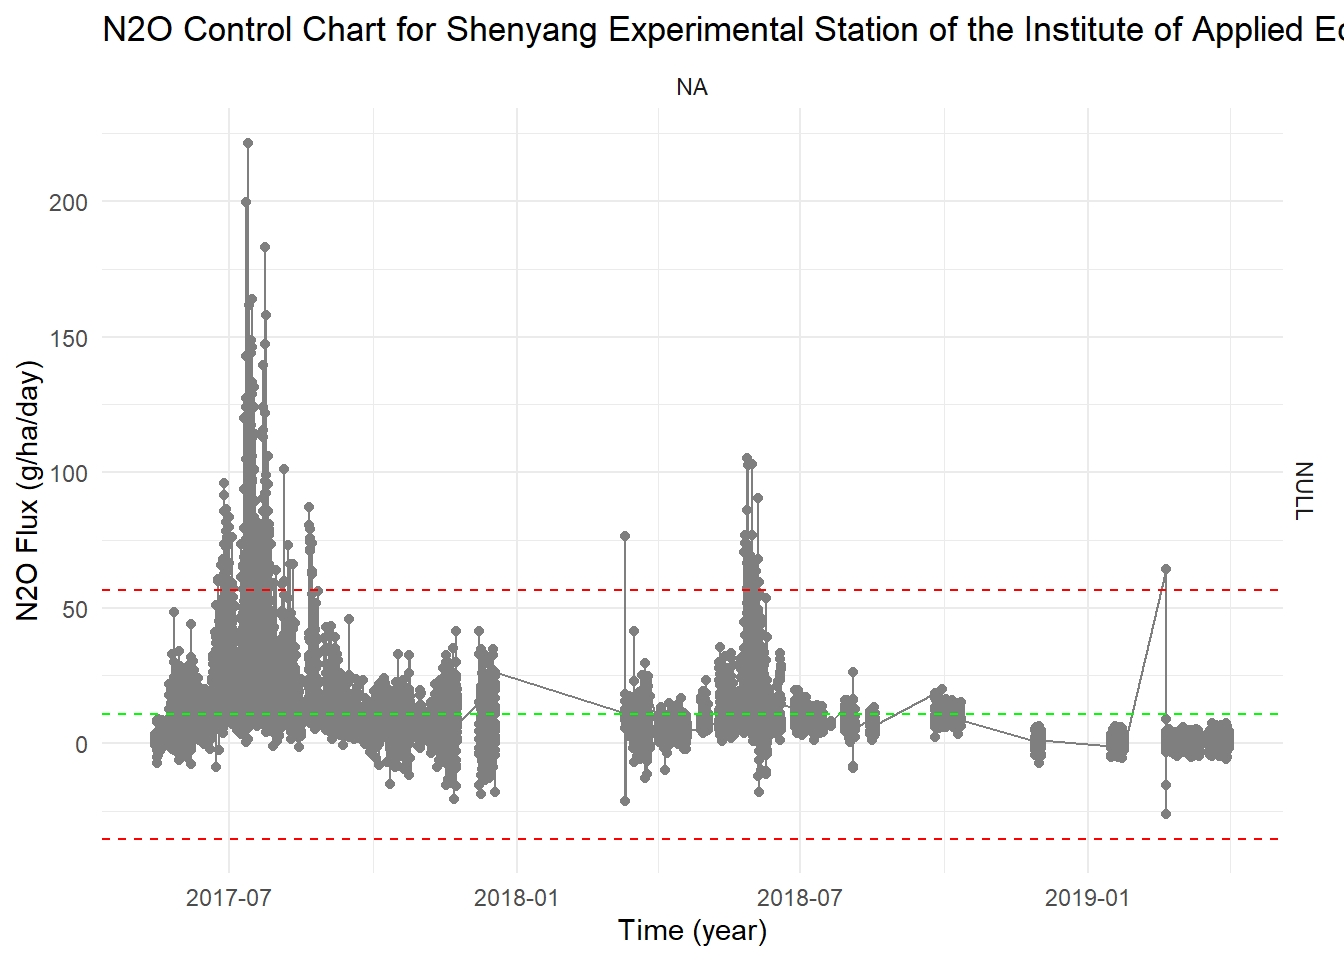 N2O Control Chart for Shenyang Experimental Station of the Institute of Applied
NA
200
150
100
50
0
N2O Flux (g/ha/day)
NULL
2017-07
2018-01
2018-07
2019-01
Time (year)